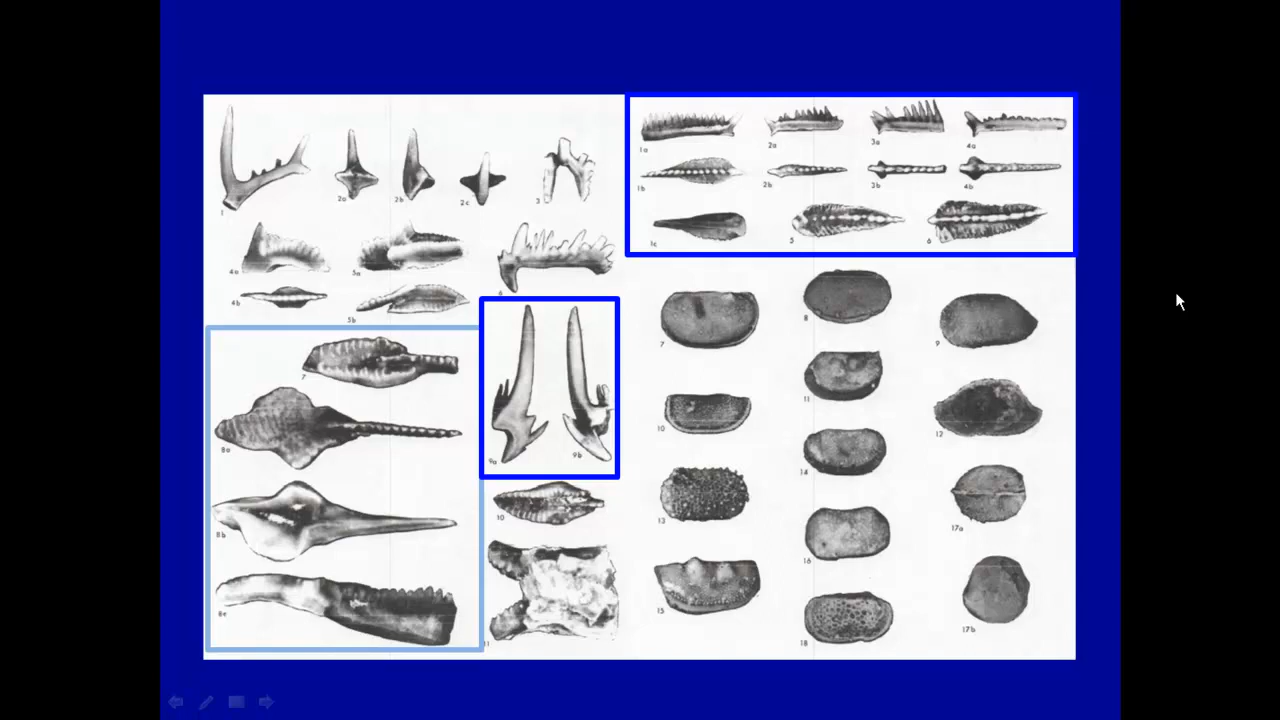 1a 2a 3a 4a
1 2a 2b 2c 3
1b 2b 3b 4b
1c 5 6
4a 5a 6
4b 5b
7 8 9
7
8a 9a 9b 10 11 12
8b 10 13 14 17a
8c 11 15 16 17b
18